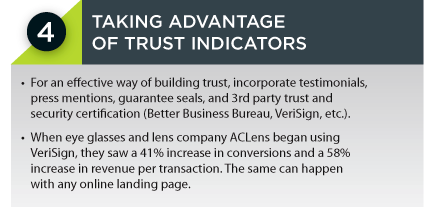 4
TAKING ADVANTAGE
OF TRUST INDICATORS
• For an effective way of building trust, incorporate testimonials,
press mentions, guarantee seals, and 3rd party trust and
security certification (Better Business Bureau, VeriSign, etc.).
• When eye glasses and lens company ACLens began using
VeriSign, they saw a 41% increase in conversions and a 58%
increase in revenue per transaction. The same can happen
with any online landing page.